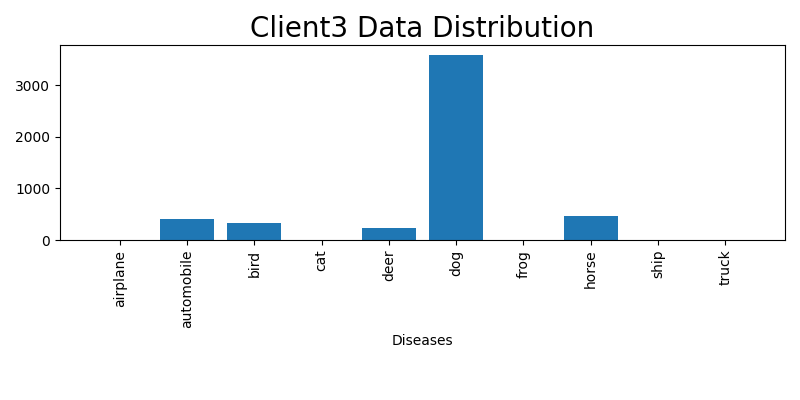 Client3 Data Distribution
3000
2000
1000
0
airplane
automobile
bird
cat
deer
dog
frog
horse
ship
truck
Diseases